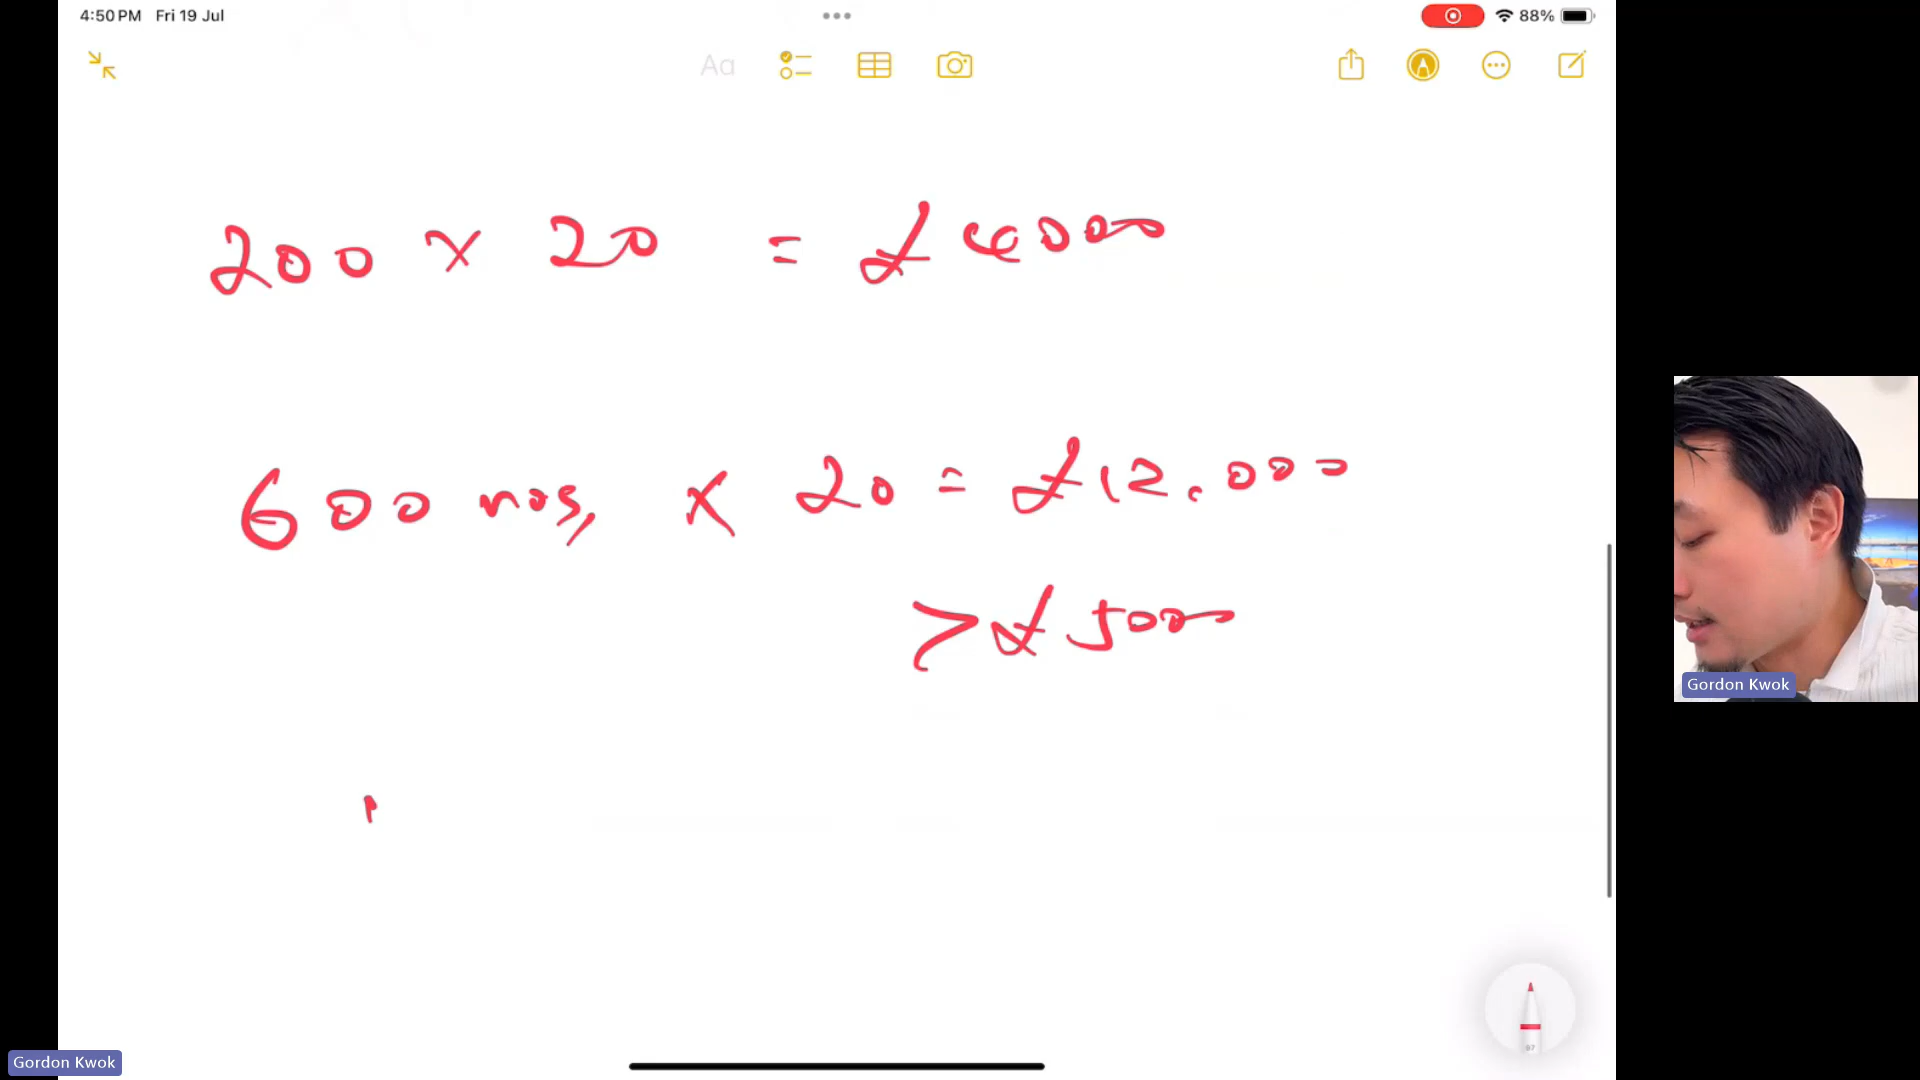 4:50 PM Fri 19 Jul
88%
Aa
200 × 20 = £4000
600 nos, × 20 = £12.000
> £5000
97
Gordon Kwok
Gordon Kwok